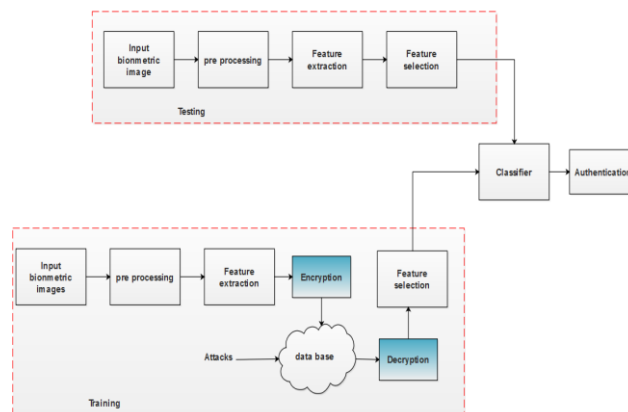 Input
bionmetric
image
pre processing
Feature
extraction
Feature
selection
Testing
Classifier
Authentication
Input
bionmetric
images
pre processing
Feature
extraction
Encryption
Feature
selection
Attacks
data base
Decryption
Training